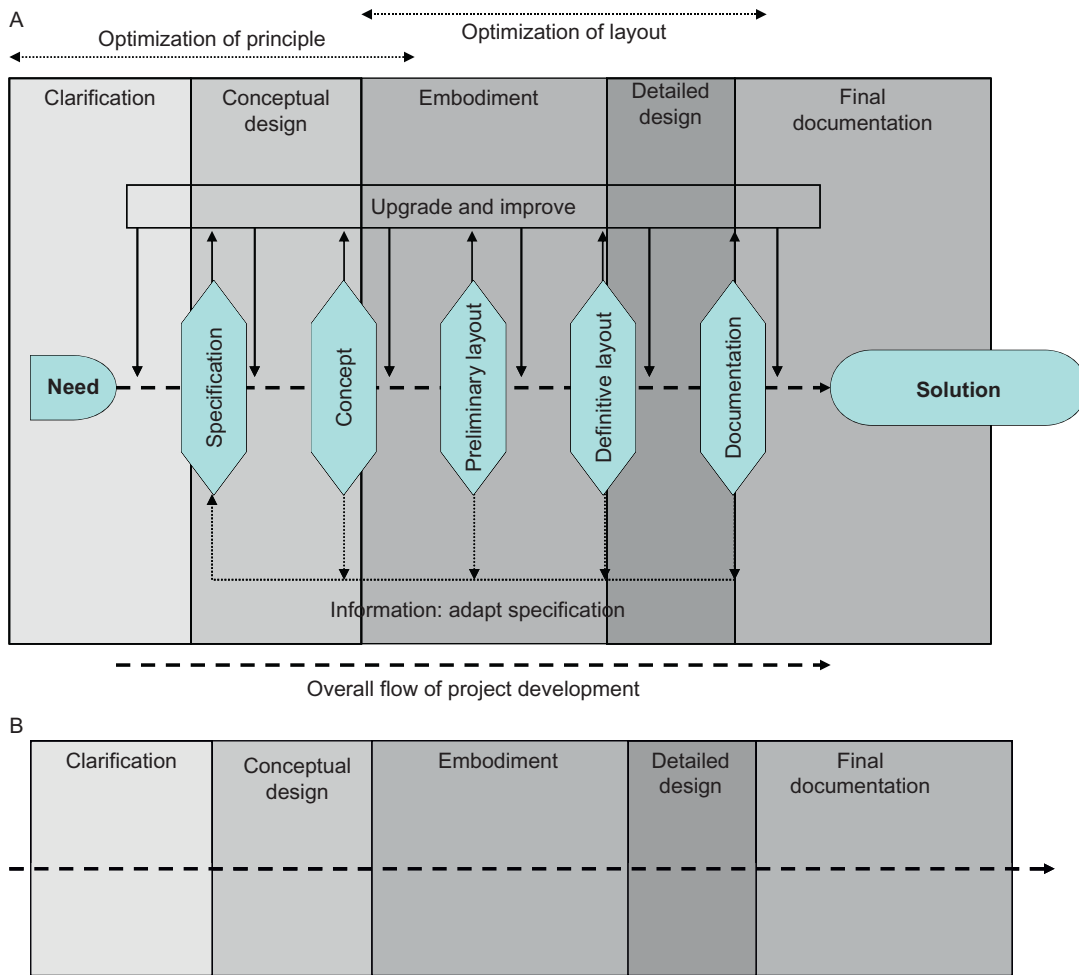 A
Optimization of principle
Optimization of layout
Clarification
Conceptual
design
Embodiment
Detailed
design
Final
documentation
Upgrade and improve
Need
Specification
Concept
Preliminary layout
Definitive layout
Documentation
Solution
Information: adapt specification
Overall flow of project development
B
Clarification
Conceptual
design
Embodiment
Detailed
design
Final
documentation